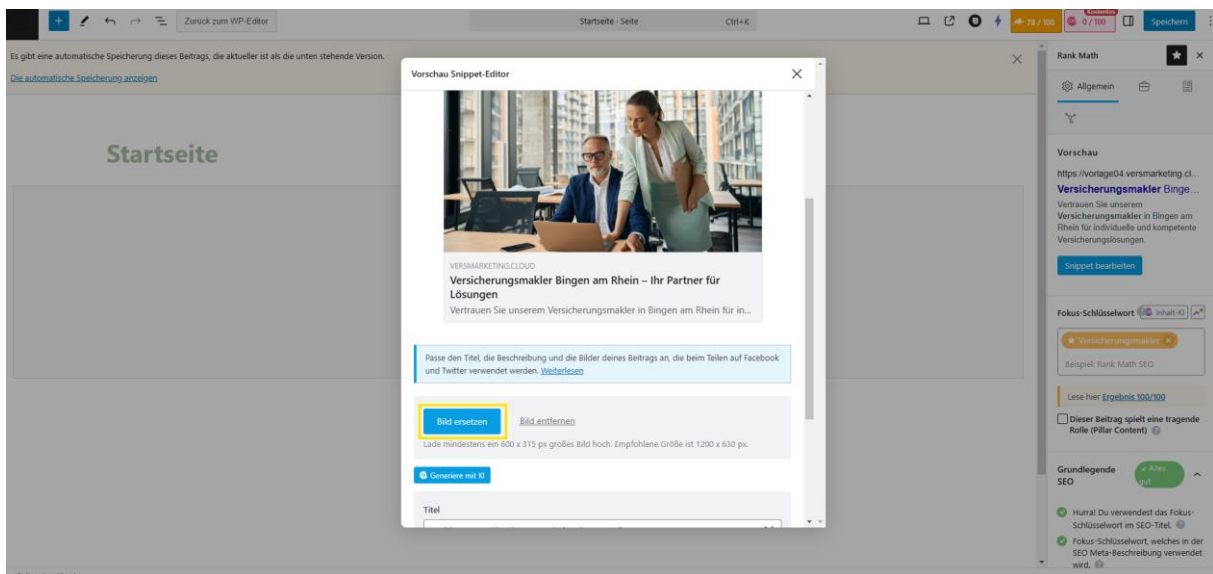 Zurück zum WP-Editor
Startseite · Seite
Ctrl+K
78 / 100
Kostenlos
0 / 100
Speichern
Es gibt eine automatische Speicherung dieses Beitrags, die aktueller ist als die unten stehende Version.
Die automatische Speicherung anzeigen
Startseite
Vorschau Snippet-Editor
VERSMARKETING.CLOUD
Versicherungsmakler Bingen am Rhein – Ihr Partner für
Lösungen
Vertrauen Sie unserem Versicherungsmakler in Bingen am Rhein für in...
Passe den Titel, die Beschreibung und die Bilder deines Beitrags an, die beim Teilen auf Facebook
und Twitter verwendet werden. Weiterlesen
Bild ersetzen
Bild entfernen
Lade mindestens ein 600 x 315 px großes Bild hoch. Empfohlene Größe ist 1200 x 630 px.
Generiere mit KI
Titel
Rank Math
Allgemein
Vorschau
https://vorlage04.versmarketing.cl...
Versicherungsmakler Binge...
Vertrauen Sie unserem
Versicherungsmakler in Bingen am
Rhein für individuelle und kompetente
Versicherungslösungen.
Snippet bearbeiten
Fokus-Schlüsselwort
Inhalt-KI
Versicherungsmakler
Beispiel: Rank Math SEO
Lese hier Ergebnis 100/100
Dieser Beitrag spielt eine tragende
Rolle (Pillar Content)
Grundlegende
SEO
Alles
gut
Hurra! Du verwendest das Fokus-
Schlüsselwort im SEO-Titel.
Fokus-Schlüsselwort, welches in der
SEO Meta-Beschreibung verwendet
wird.